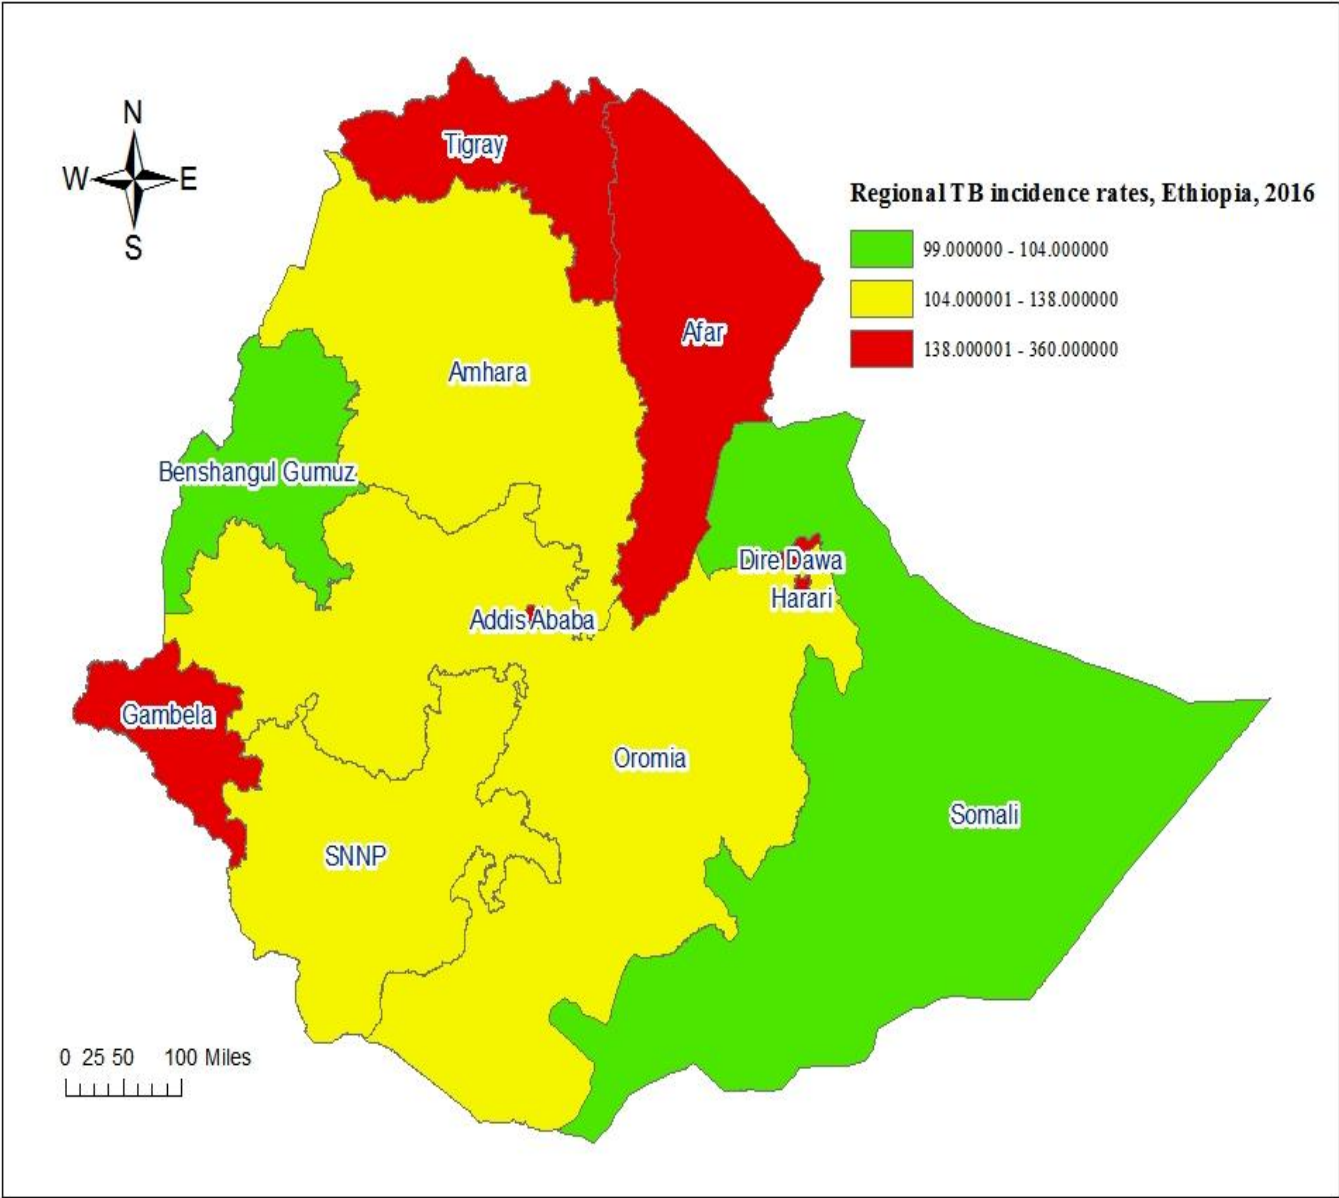 N
W E
S
Tigray
Regional TB incidence rates, Ethiopia, 2016
99.000000 - 104.000000
104.000001 - 138.000000
138.000001 - 360.000000
Afar
Amhara
Benshangul Gumuz
Dire Dawa
Harari
Addis Ababa
Gambela
Oromia
Somali
SNNP
0 25 50 100 Miles